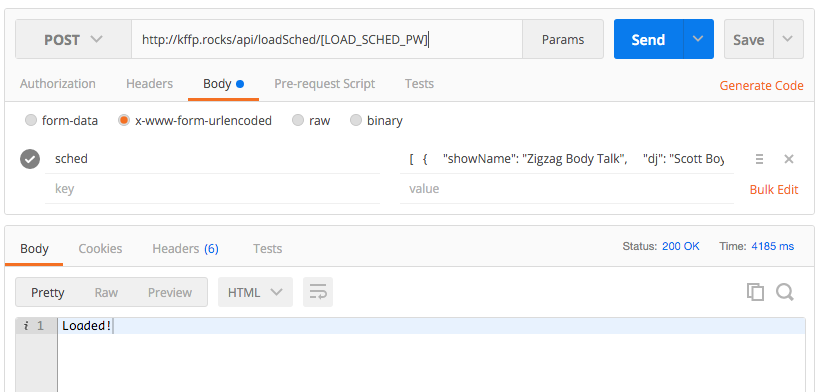 POST http://kffp.rocks/api/loadSched/[LOAD_SCHED_PW] Params Send Save
Authorization Headers Body Pre-request Script Tests Generate Code
form-data x-www-form-urlencoded raw binary
sched [ { "showName": "Zigzag Body Talk", "dj": "Scott Boy
key value Bulk Edit
Body Cookies Headers (6) Tests Status: 200 OK Time: 4185 ms
Pretty Raw Preview HTML
i 1 Loaded!